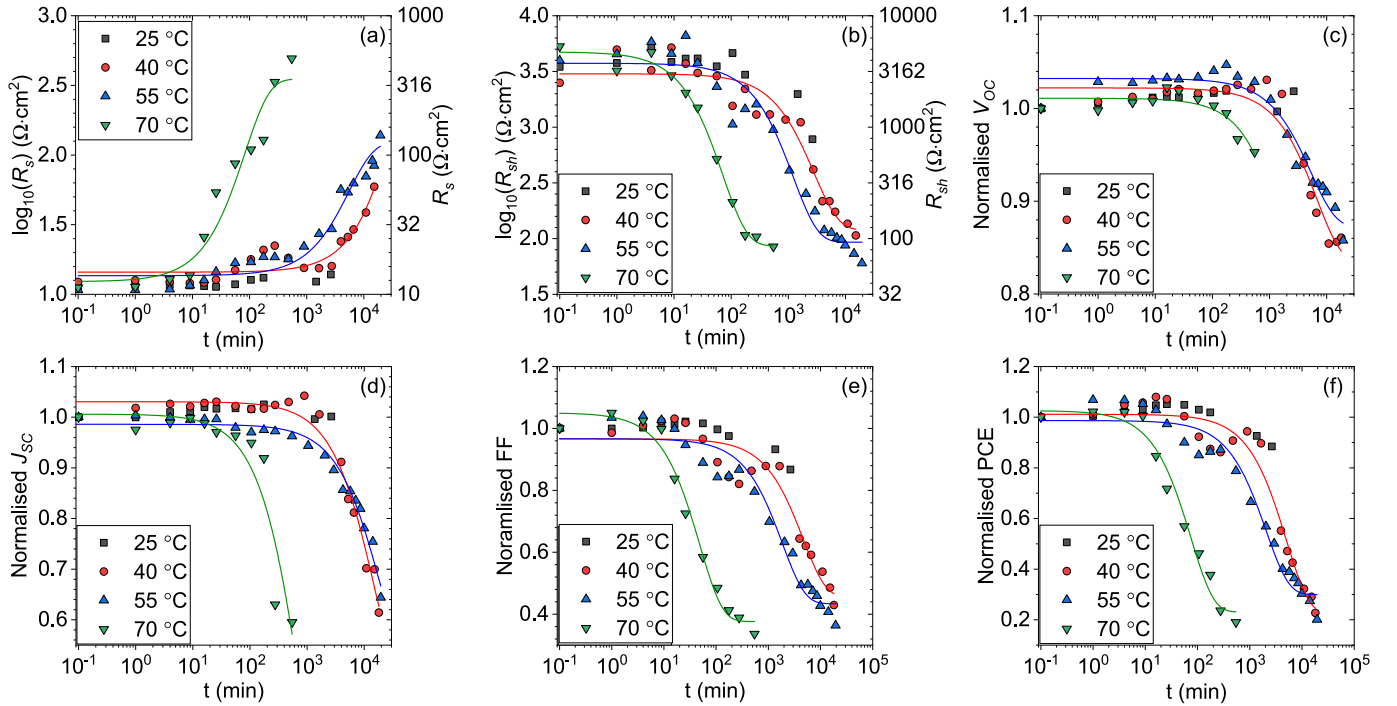 (a)
25 °C
40 °C
55 °C
70 °C
3.0
2.5
2.0
1.5
1.0
log₁₀(Rₛ) (Ω·cm²)
1000
316
100
32
10
Rₛ (Ω·cm²)
10⁻¹ 10⁰ 10¹ 10² 10³ 10⁴
t (min)
(b)
25 °C
40 °C
55 °C
70 °C
4.0
3.5
3.0
2.5
2.0
1.5
log₁₀(Rₛₕ) (Ω·cm²)
10000
3162
1000
316
100
32
Rₛₕ (Ω·cm²)
10⁻¹ 10⁰ 10¹ 10² 10³ 10⁴
t (min)
(c)
25 °C
40 °C
55 °C
70 °C
1.1
1.0
0.9
0.8
Normalised V_OC
10⁻¹ 10⁰ 10¹ 10² 10³ 10⁴
t (min)
(d)
25 °C
40 °C
55 °C
70 °C
1.1
1.0
0.9
0.8
0.7
0.6
Normalised J_SC
10⁻¹ 10⁰ 10¹ 10² 10³ 10⁴
t (min)
(e)
25 °C
40 °C
55 °C
70 °C
1.2
1.0
0.8
0.6
0.4
Noramlised FF
10⁻¹ 10⁰ 10¹ 10² 10³ 10⁴ 10⁵
t (min)
(f)
25 °C
40 °C
55 °C
70 °C
1.2
1.0
0.8
0.6
0.4
0.2
0.0
Normalised PCE
10⁻¹ 10⁰ 10¹ 10² 10³ 10⁴ 10⁵
t (min)